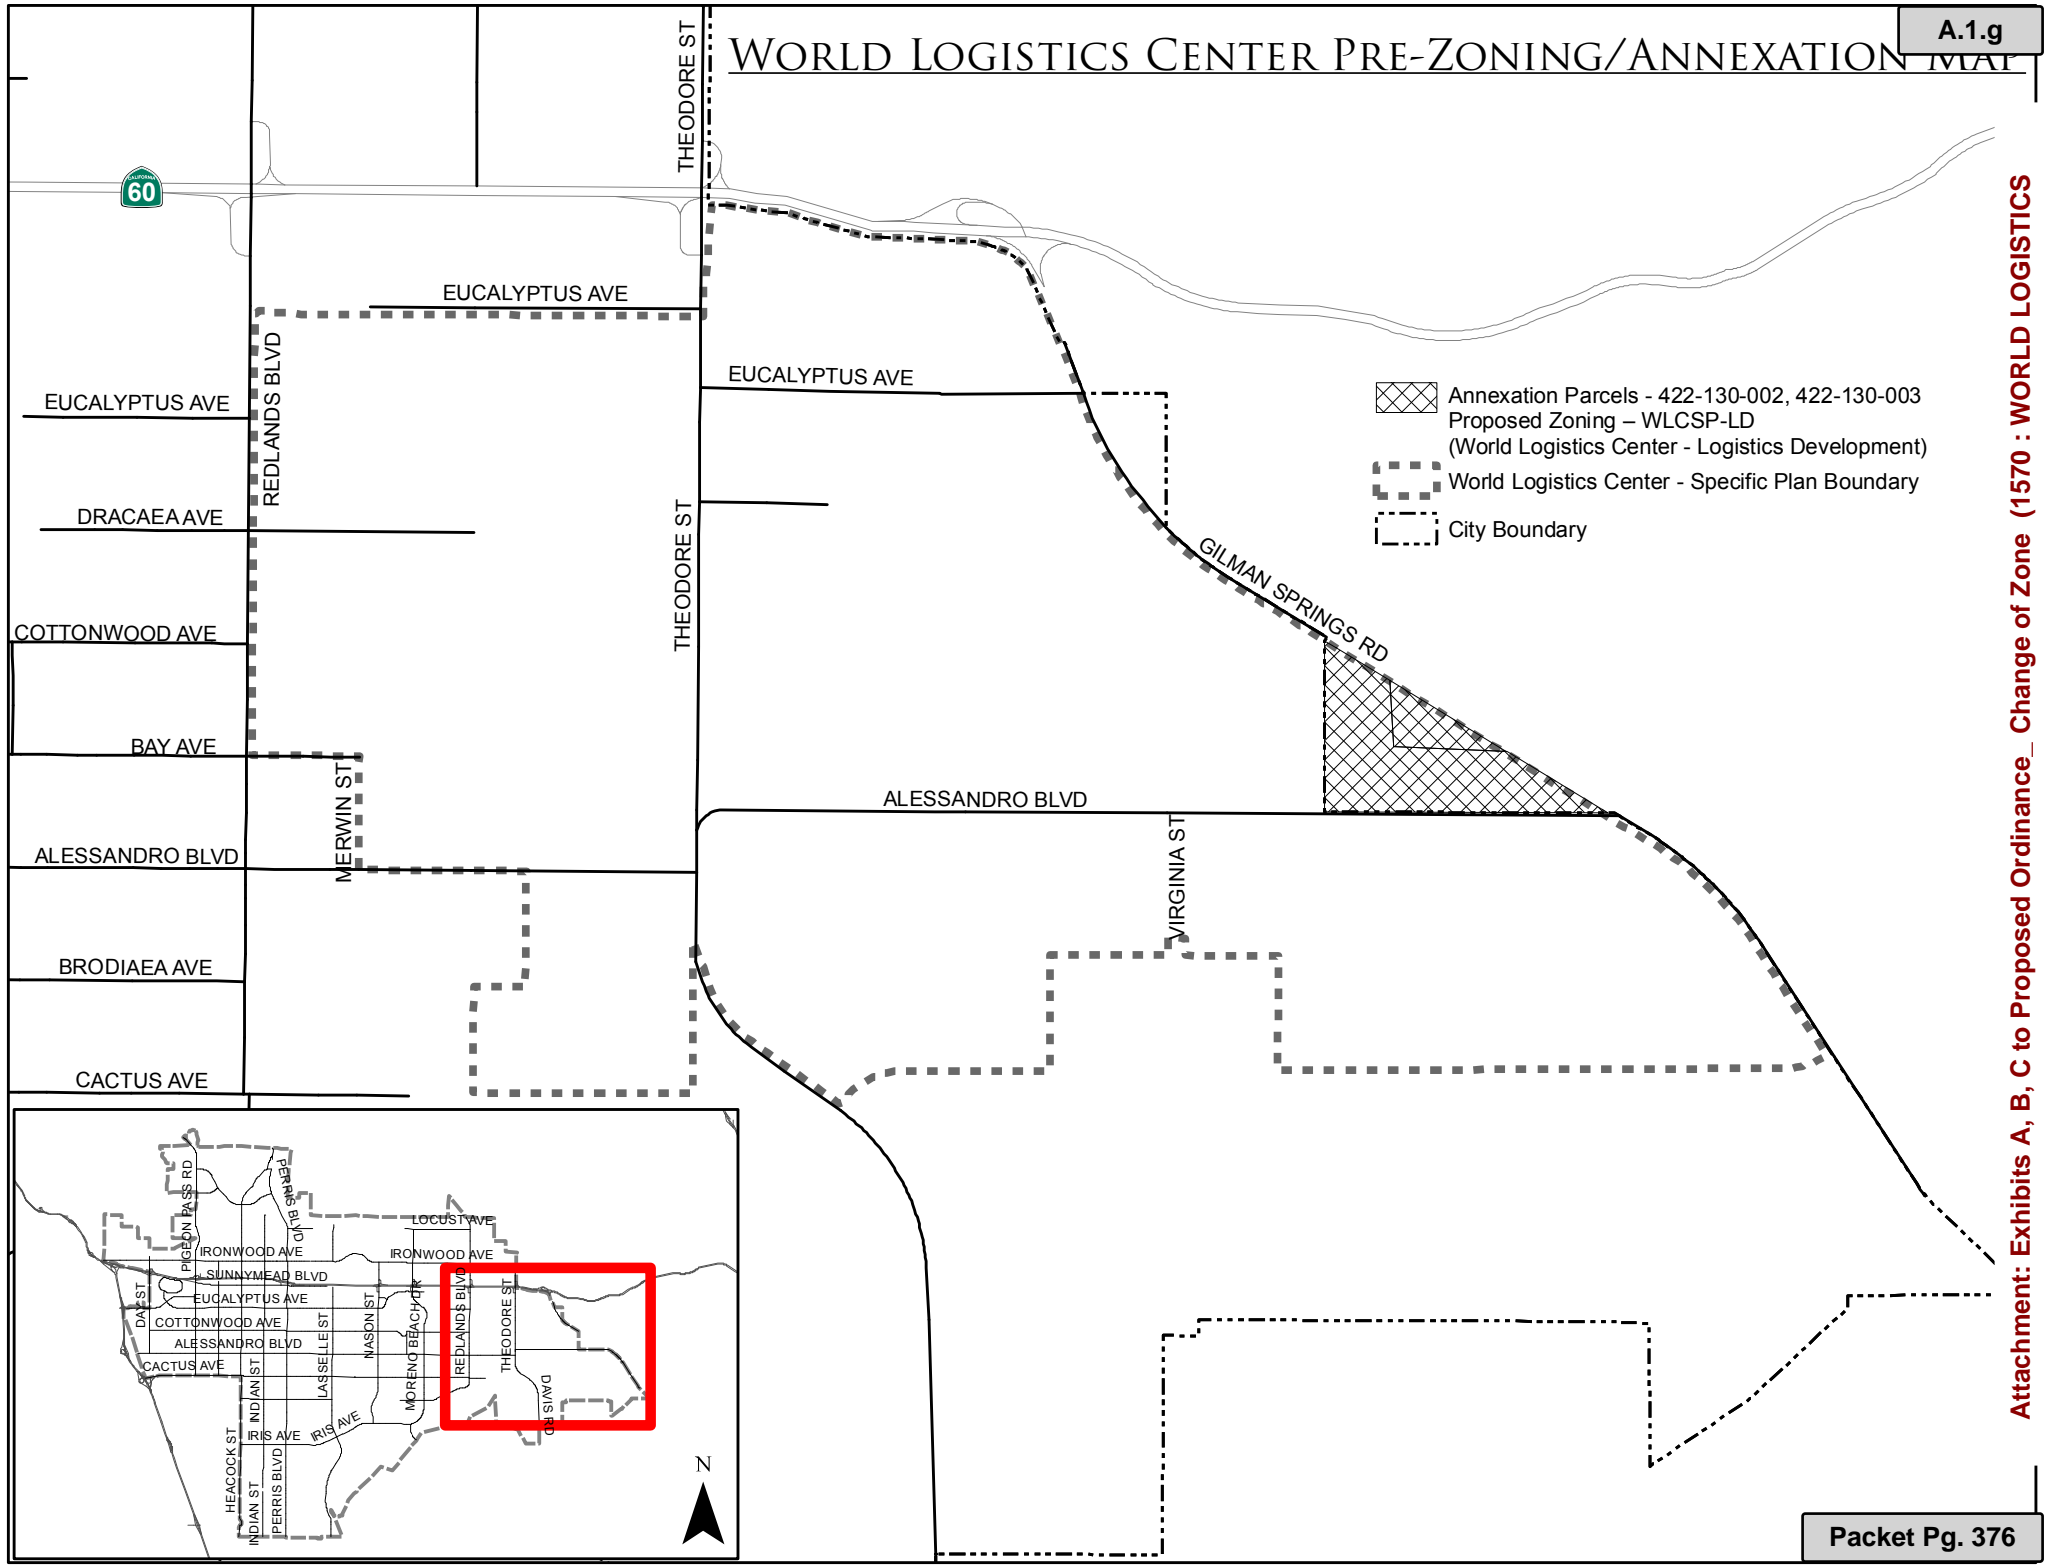 A.1.g
WORLD LOGISTICS CENTER PRE-ZONING/ANNEXATION MAP
THEODORE ST
CALIFORNIA
60
EUCALYPTUS AVE
REDLANDS BLVD
EUCALYPTUS AVE
EUCALYPTUS AVE
Annexation Parcels - 422-130-002, 422-130-003
Proposed Zoning – WLCSP-LD
(World Logistics Center - Logistics Development)
World Logistics Center - Specific Plan Boundary
City Boundary
DRACAEA AVE
THEODORE ST
GILMAN SPRINGS RD
COTTONWOOD AVE
BAY AVE
MERWIN ST
ALESSANDRO BLVD
ALESSANDRO BLVD
VIRGINIA ST
BRODIAEA AVE
CACTUS AVE
PIGEON PASS RD
PERRIS BLVD
LOCUST AVE
IRONWOOD AVE
IRONWOOD AVE
SUNNYMEAD BLVD
EUCALYPTUS AVE
DAY ST
COTTONWOOD AVE
ALESSANDRO BLVD
CACTUS AVE
NASON ST
MORENO BEACH DR
REDLANDS BLVD
THEODORE ST
LASSELLE ST
INDIAN ST
DAVIS RD
IRIS AVE
IRIS AVE
HEACOCK ST
INDIAN ST
PERRIS BLVD
N
Attachment: Exhibits A, B, C to Proposed Ordinance_ Change of Zone (1570 : WORLD LOGISTICS
Packet Pg. 376